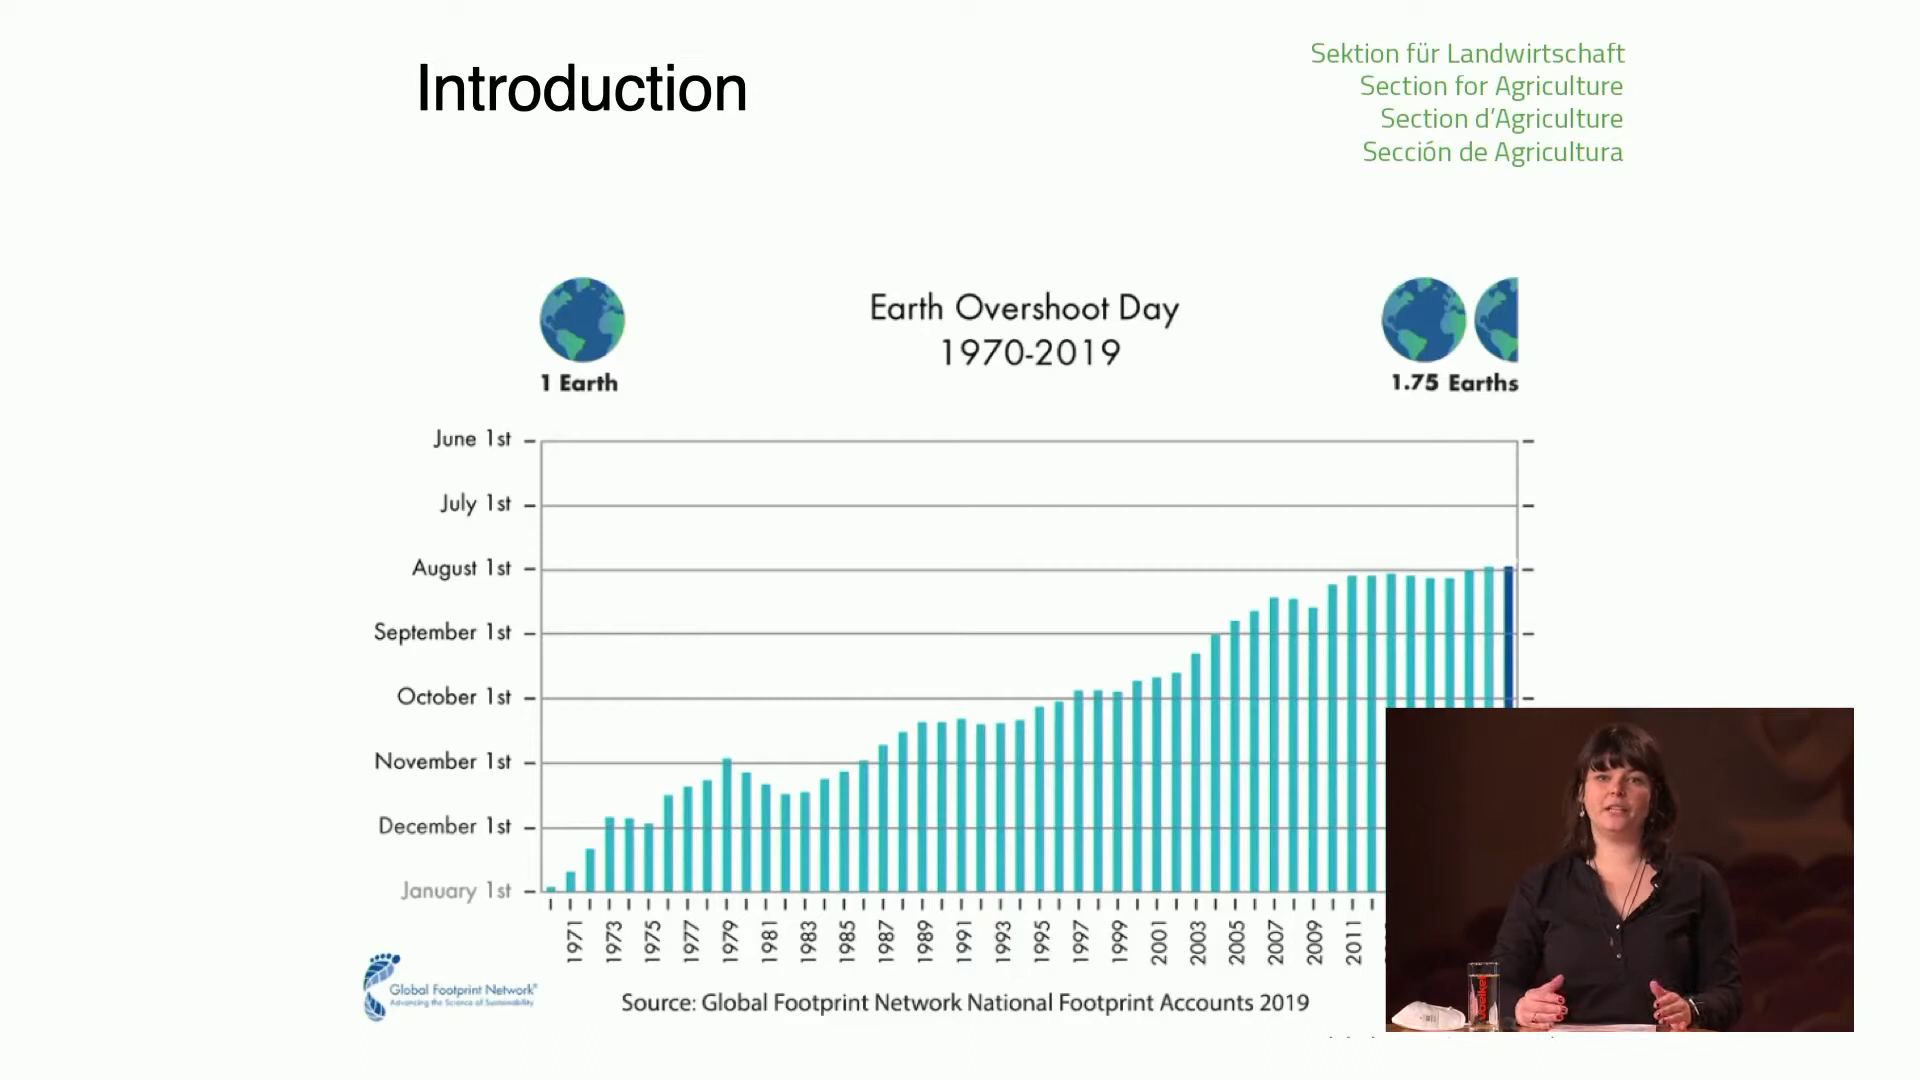 Introduction
Sektion für Landwirtschaft
Section for Agriculture
Section d’Agriculture
Sección de Agricultura
Earth Overshoot Day
1970-2019
1 Earth
1.75 Earths
June 1st
July 1st
August 1st
September 1st
October 1st
November 1st
December 1st
January 1st
1971
1973
1975
1977
1979
1981
1983
1985
1987
1989
1991
1993
1995
1997
1999
2001
2003
2005
2007
2009
2011
Global Footprint Network®
Advancing the Science of Sustainability
Source: Global Footprint Network National Footprint Accounts 2019